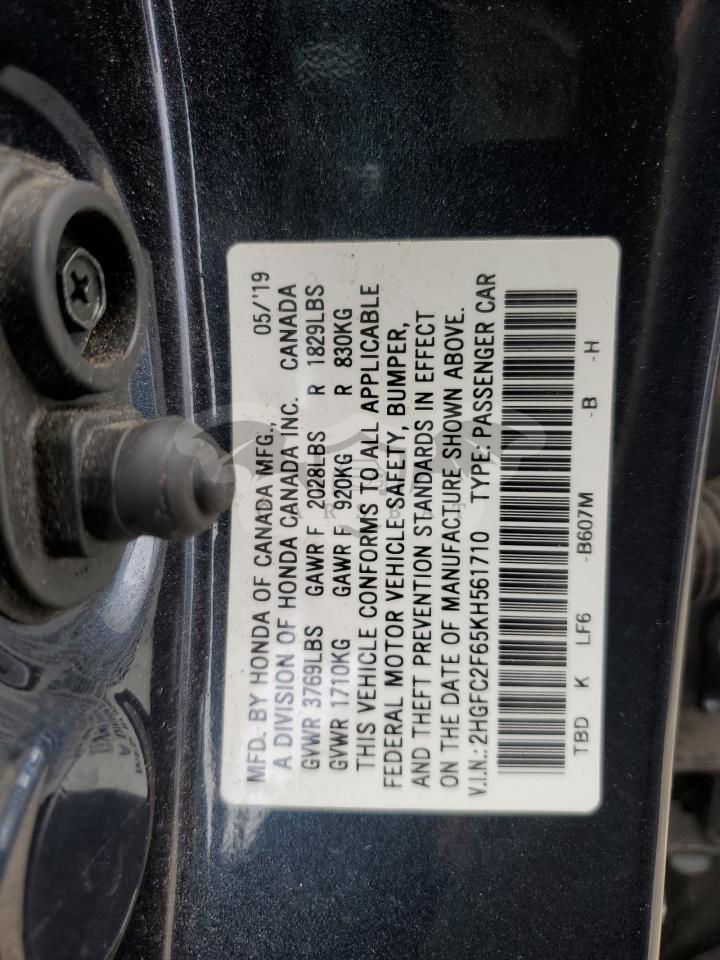 MFD. BY HONDA OF CANADA MFG., 05/'19
A DIVISION OF HONDA CANADA INC. CANADA
GVWR 3769LBS GAWR F 2028LBS R 1829LBS
GVWR 1710KG GAWR F 920KG R 830KG
THIS VEHICLE CONFORMS TO ALL APPLICABLE
FEDERAL MOTOR VEHICLE SAFETY, BUMPER,
AND THEFT PREVENTION STANDARDS IN EFFECT
ON THE DATE OF MANUFACTURE SHOWN ABOVE.
V.I.N.: 2HGFC2F65KH561710 TYPE: PASSENGER CAR
TBD K LF6 -B607M -B -H